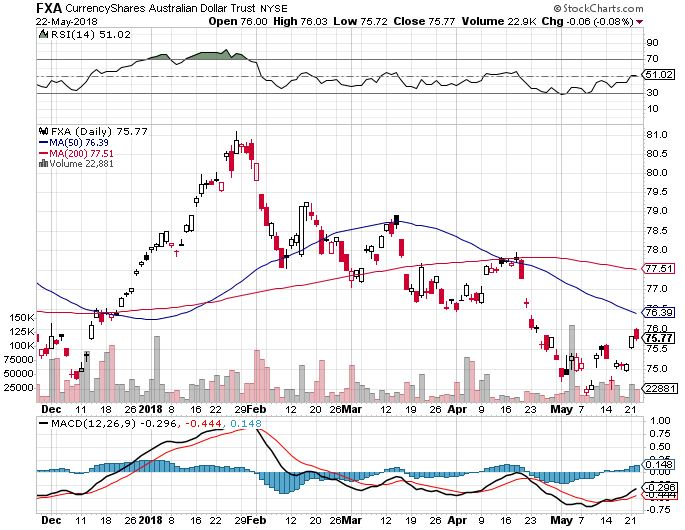 FXA CurrencyShares Australian Dollar Trust NYSE © StockCharts.com
22-May-2018 Open 76.00 High 76.03 Low 75.72 Close 75.77 Volume 22.9K Chg -0.06 (-0.08%)
RSI(14) 51.02
90
70
51.02
30
10
FXA (Daily) 75.77
MA(50) 76.39
MA(200) 77.51
Volume 22,881
81.0
80.5
80.0
79.5
79.0
78.5
78.0
77.51
77.0
76.39
76.0
75.77
75.5
75.0
22881
150K
125K
100K
75000
50000
25000
Dec 11 18 26 2018 8 16 22 29 Feb 12 20 26 Mar 12 19 26 Apr 9 16 23 May 7 14 21
MACD(12,26,9) -0.296, -0.444, 0.148
1.00
0.75
0.50
0.148
-0.296
-0.444
-0.75
Dec 11 18 26 2018 8 16 22 29 Feb 12 20 26 Mar 12 19 26 Apr 9 16 23 May 7 14 21